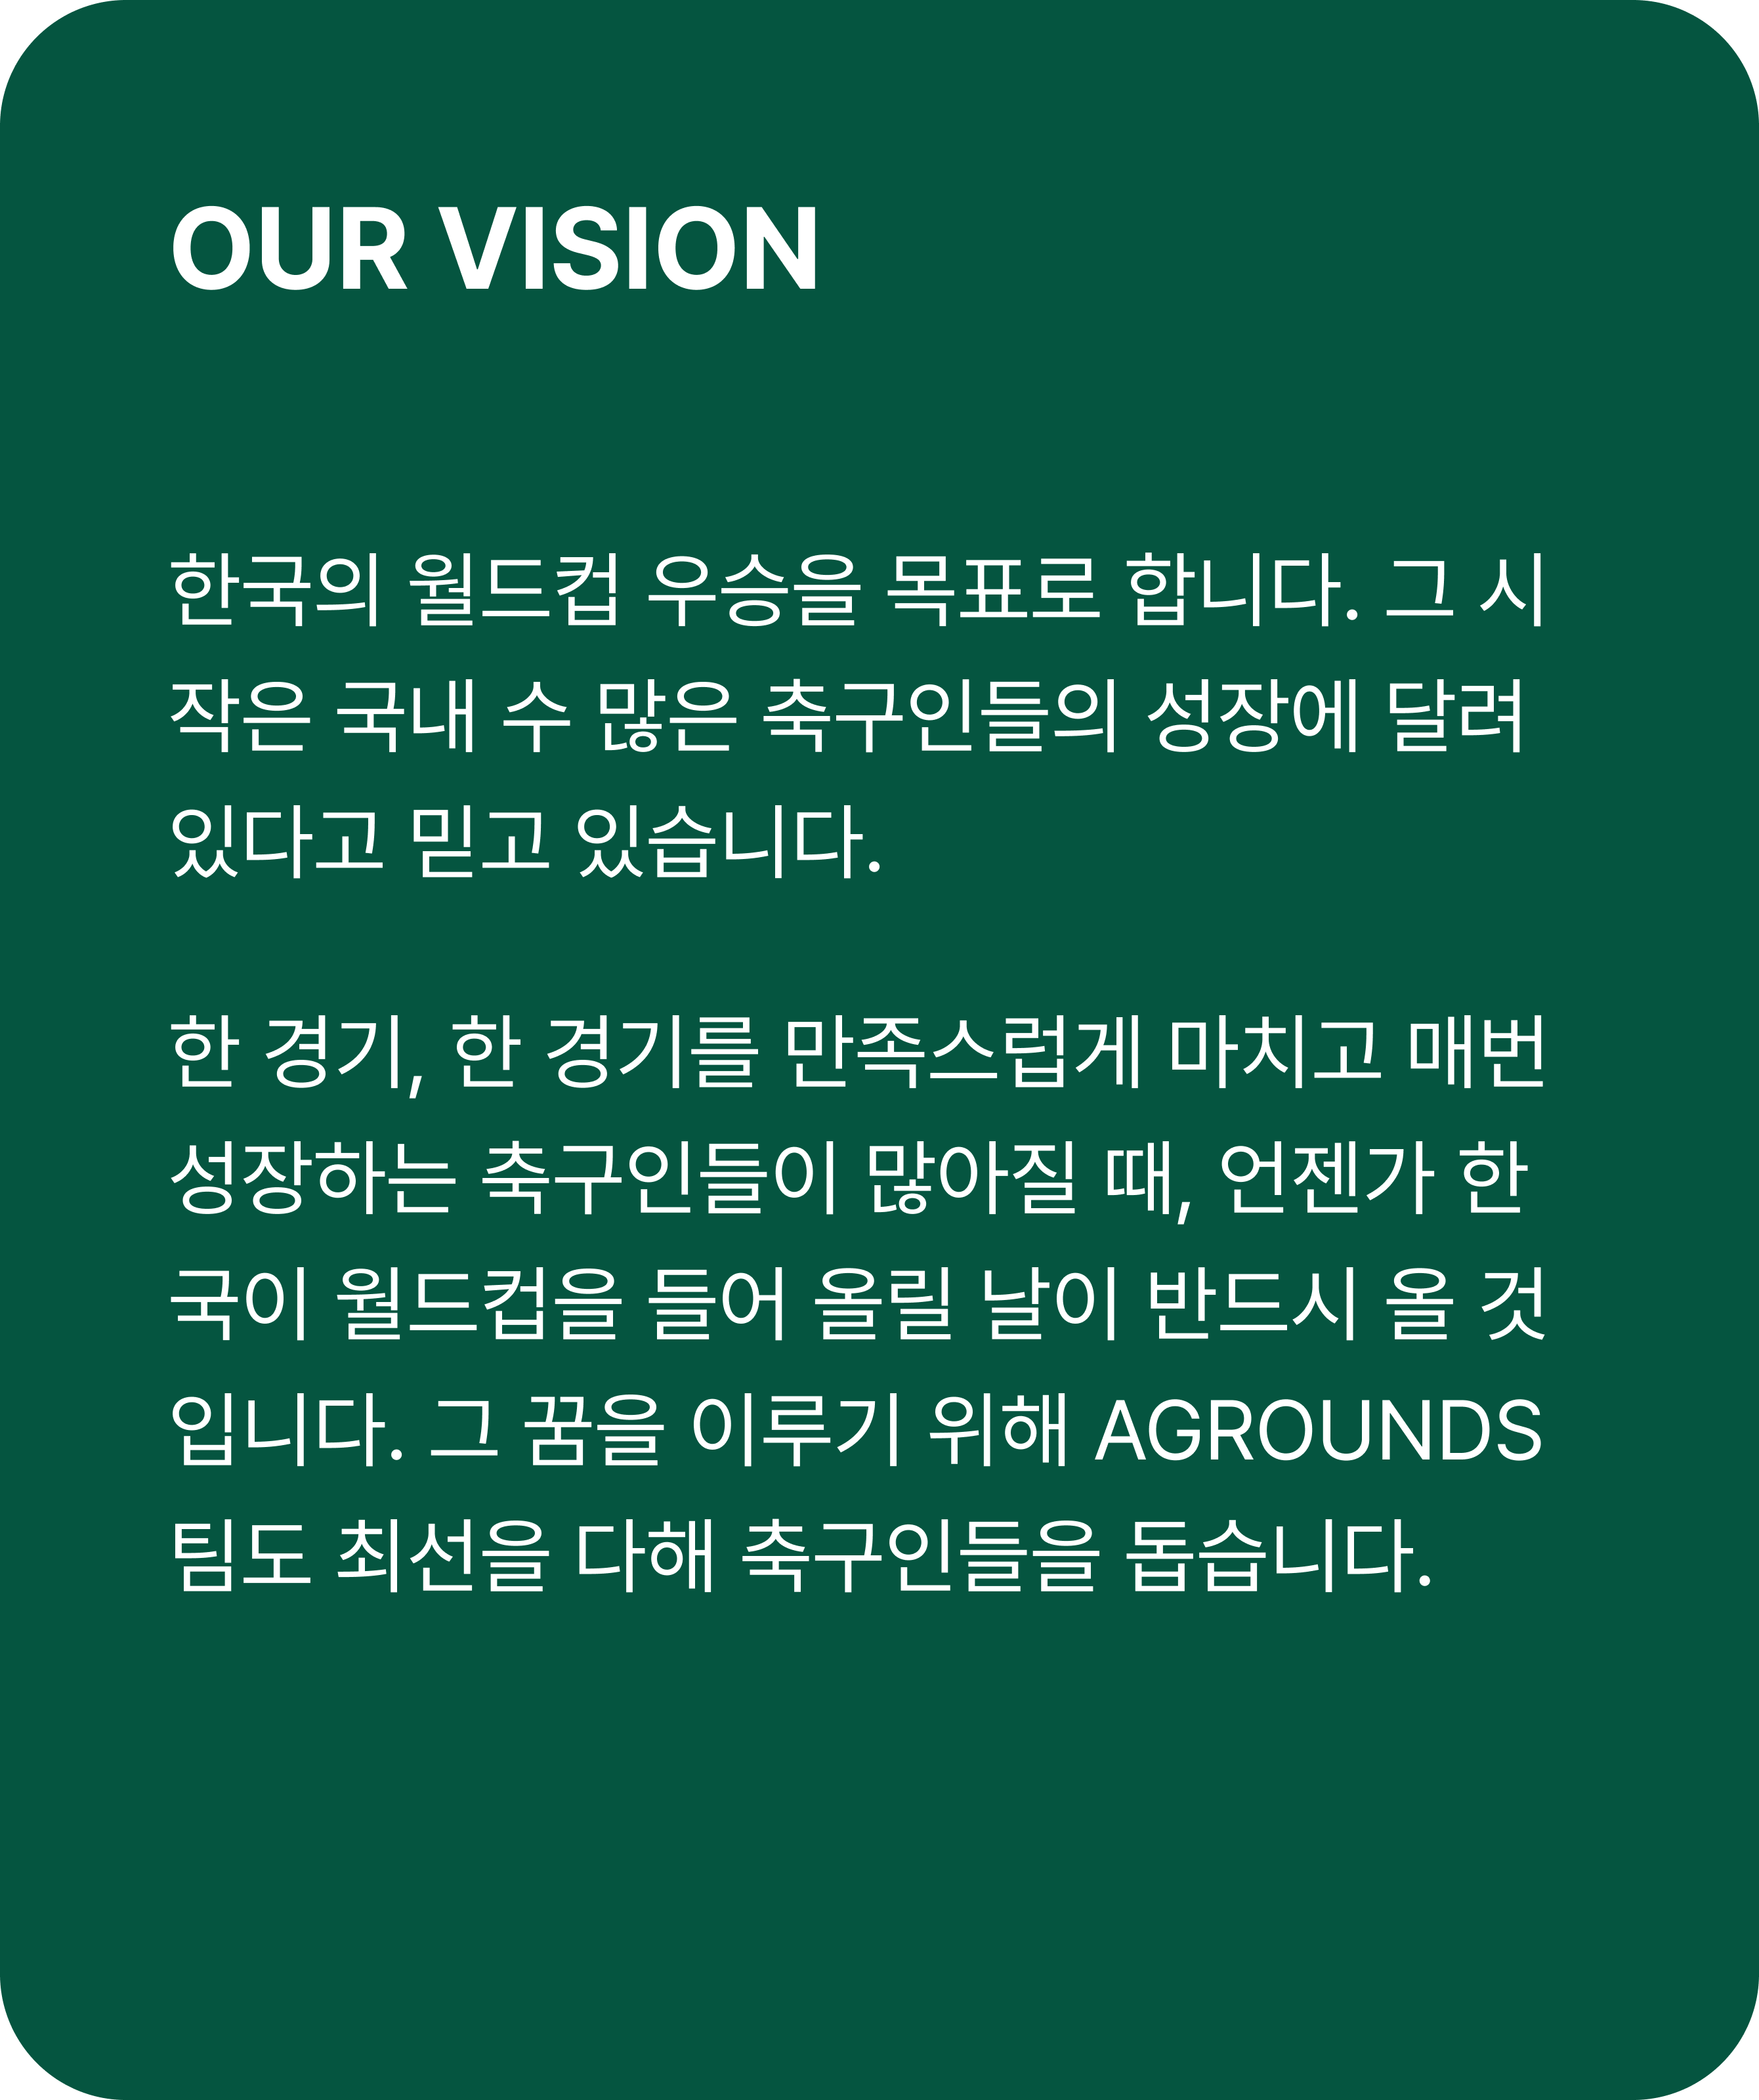 OUR VISION
한국의 월드컵 우승을 목표로 합니다. 그 시
작은 국내 수 많은 축구인들의 성장에 달려
있다고 믿고 있습니다.
한 경기, 한 경기를 만족스럽게 마치고 매번
성장하는 축구인들이 많아질 때, 언젠가 한
국이 월드컵을 들어 올릴 날이 반드시 올 것
입니다. 그 꿈을 이루기 위해 AGROUNDS
팀도 최선을 다해 축구인들을 돕습니다.